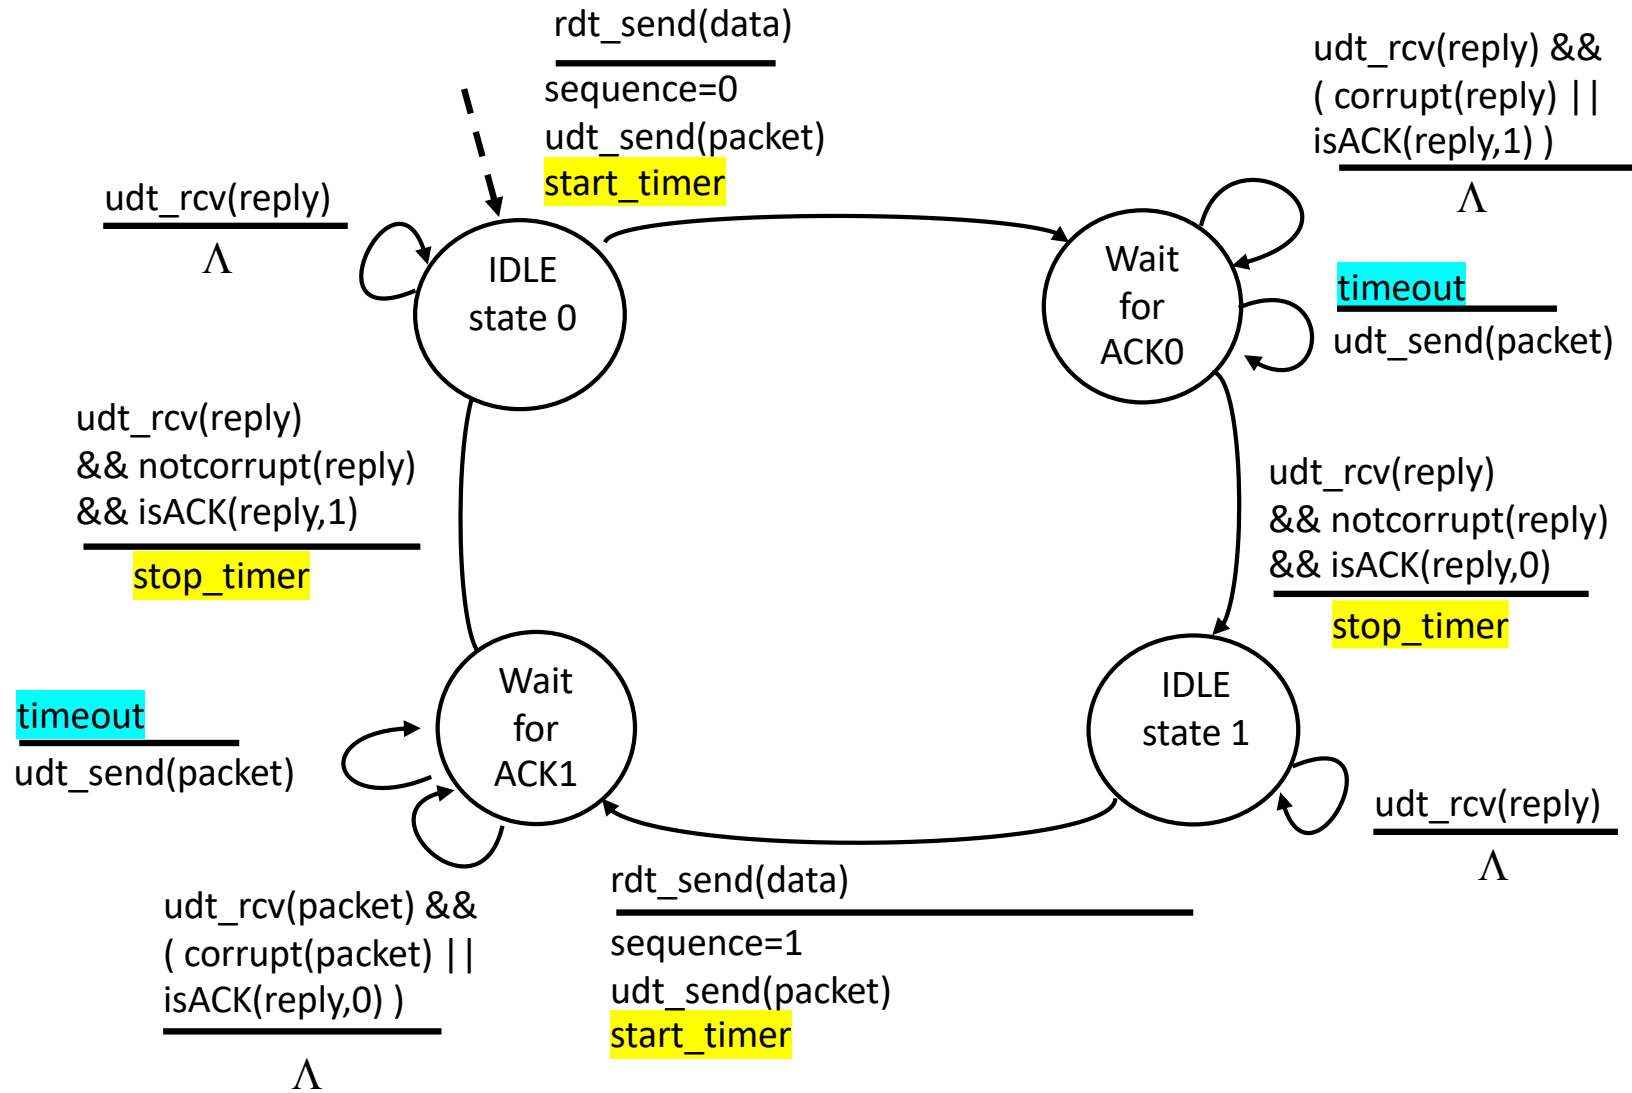 rdt_send(data)
sequence=0
udt_send(packet)
start_timer
udt_rcv(reply) &&
( corrupt(reply) ||
isACK(reply,1) )
Λ
udt_rcv(reply)
Λ
IDLE
state 0
Wait
for
ACK0
timeout
udt_send(packet)
udt_rcv(reply)
&& notcorrupt(reply)
&& isACK(reply,1)
stop_timer
udt_rcv(reply)
&& notcorrupt(reply)
&& isACK(reply,0)
stop_timer
Wait
for
ACK1
IDLE
state 1
timeout
udt_send(packet)
udt_rcv(reply)
Λ
udt_rcv(packet) &&
( corrupt(packet) ||
isACK(reply,0) )
Λ
rdt_send(data)
sequence=1
udt_send(packet)
start_timer